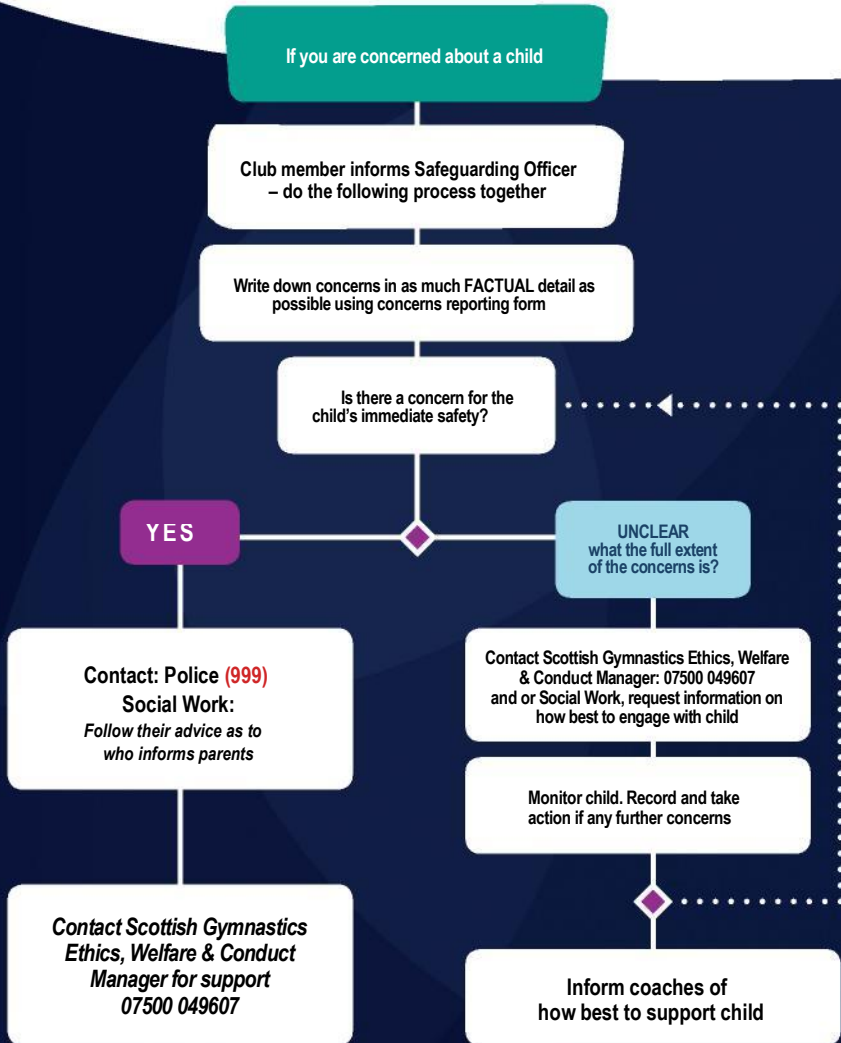 If you are concerned about a child
Club member informs Safeguarding Officer
– do the following process together
Write down concerns in as much FACTUAL detail as
possible using concerns reporting form
Is there a concern for the
child's immediate safety?
YES
UNCLEAR
what the full extent
of the concerns is?
Contact: Police (999)
Social Work:
Follow their advice as to
who informs parents
Contact Scottish Gymnastics Ethics, Welfare
& Conduct Manager: 07500 049607
and or Social Work, request information on
how best to engage with child
Monitor child. Record and take
action if any further concerns
Contact Scottish Gymnastics
Ethics, Welfare & Conduct
Manager for support
07500 049607
Inform coaches of
how best to support child